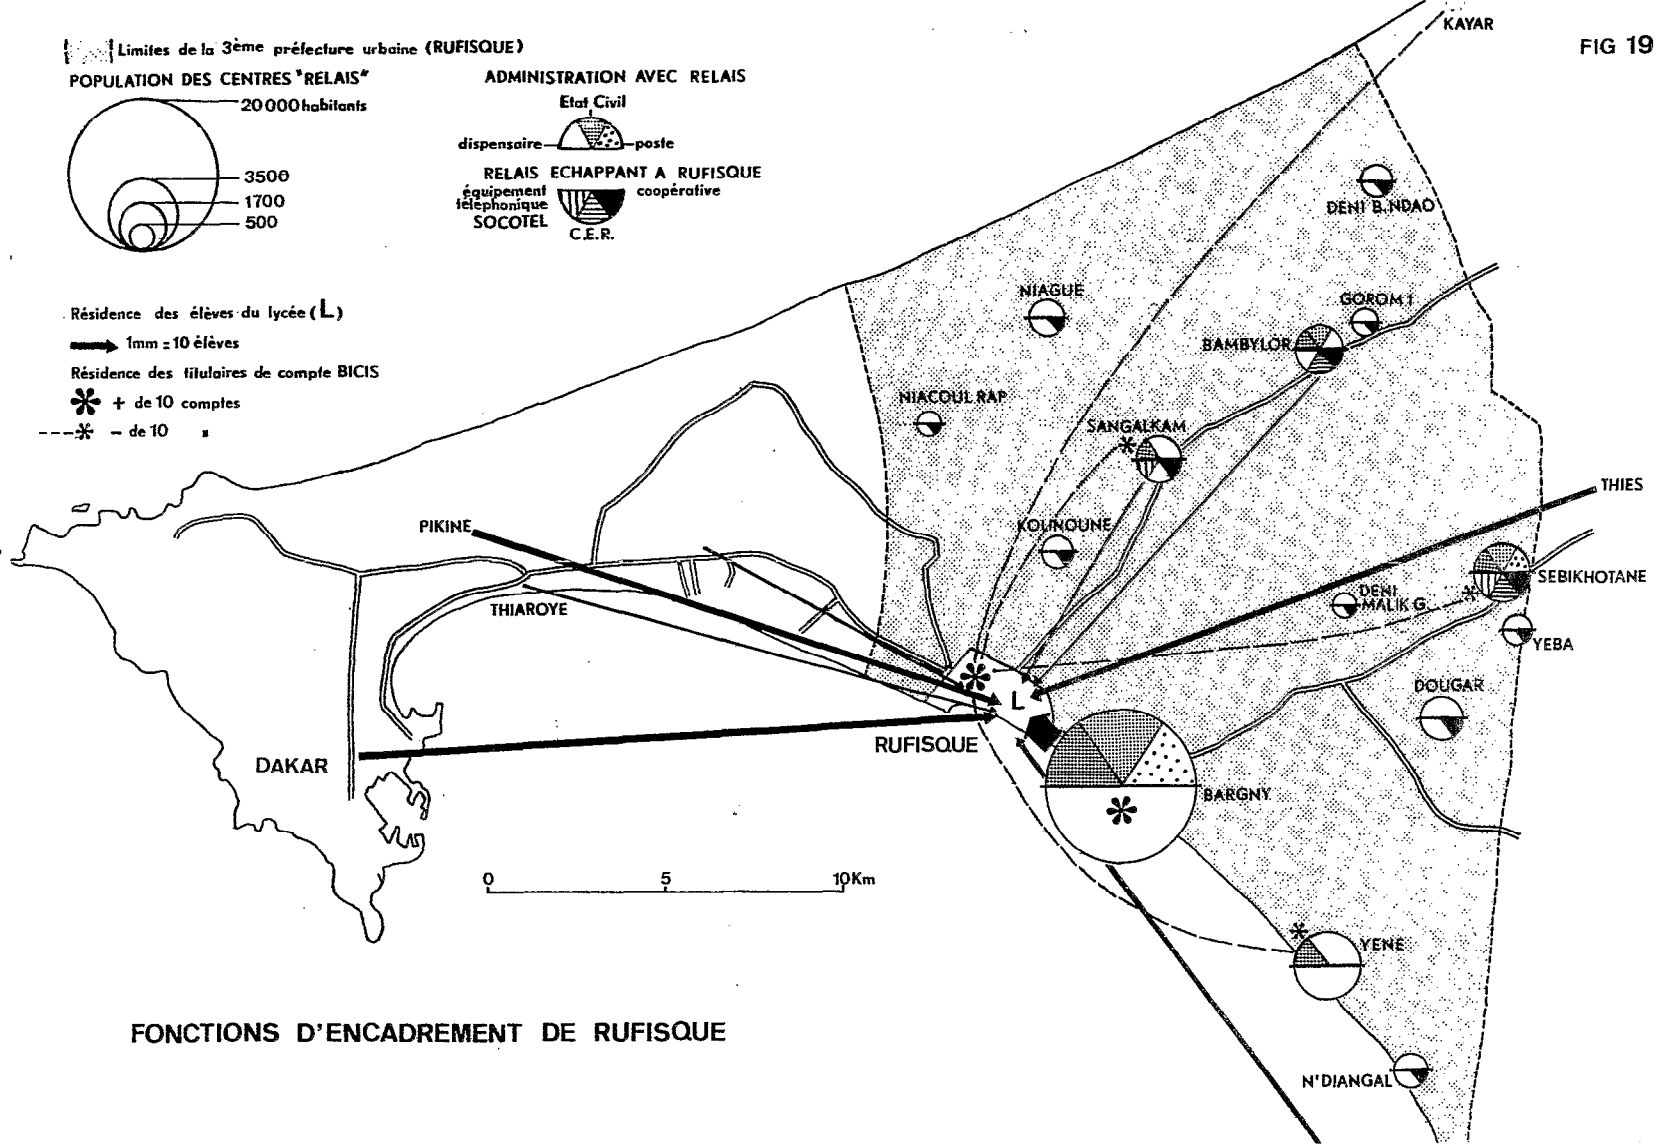 FIG 19
Limites de la 3ème préfecture urbaine (RUFISQUE)
POPULATION DES CENTRES "RELAIS"
20000 habitants
3500
1700
500
ADMINISTRATION AVEC RELAIS
Etat Civil
dispensaire
poste
RELAIS ECHAPPANT A RUFISQUE
équipement
téléphonique
SOCOTEL
coopérative
C.E.R.
Résidence des élèves du lycée (L)
1mm = 10 élèves
Résidence des titulaires de compte BICIS
+ de 10 comptes
- de 10 "
KAYAR
DENI B. NDAO
NIAGUE
GOROM 1
BAMBYLOR
NIACOUL RAP
SANGALKAM
THIES
PIKINE
KOUNOUNE
SEBIKHOTANE
DENI
MALIK G.
THIAROYE
YEBA
DOUGAR
L
RUFISQUE
DAKAR
BARGNY
0 5 10Km
YENE
FONCTIONS D'ENCADREMENT DE RUFISQUE
N'DIANGAL